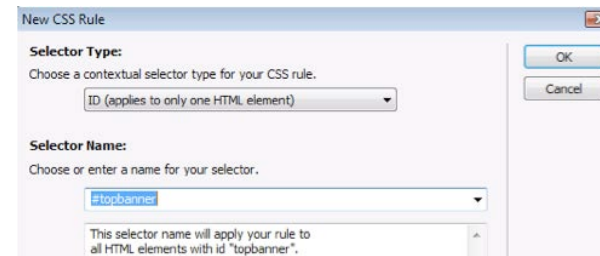 New CSS Rule
Selector Type:
OK
Choose a contextual selector type for your CSS rule.
ID (applies to only one HTML element)
Cancel
Selector Name:
Choose or enter a name for your selector.
#topbanner
This selector name will apply your rule to
all HTML elements with id "topbanner".